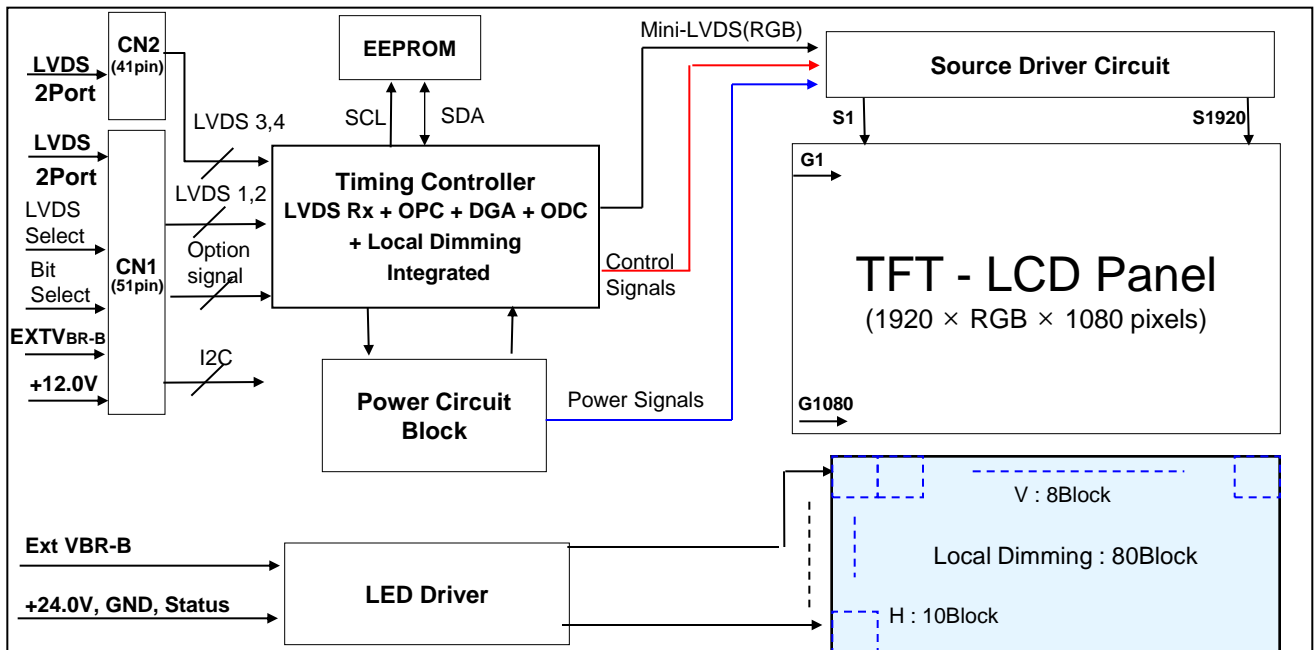 CN2
(41pin)
LVDS
2Port
EEPROM
SCL
SDA
Mini-LVDS(RGB)
Source Driver Circuit
S1
S1920
LVDS 3,4
LVDS
2Port
LVDS 1,2
LVDS
Select
Bit
Select
CN1
(51pin)
Option
signal
EXTVBR-B
+12.0V
I2C
Timing Controller
LVDS Rx + OPC + DGA + ODC
+ Local Dimming
Integrated
Control
Signals
Power Circuit
Block
Power Signals
G1
TFT - LCD Panel
(1920 × RGB × 1080 pixels)
G1080
Ext VBR-B
+24.0V, GND, Status
LED Driver
V : 8Block
Local Dimming : 80Block
H : 10Block